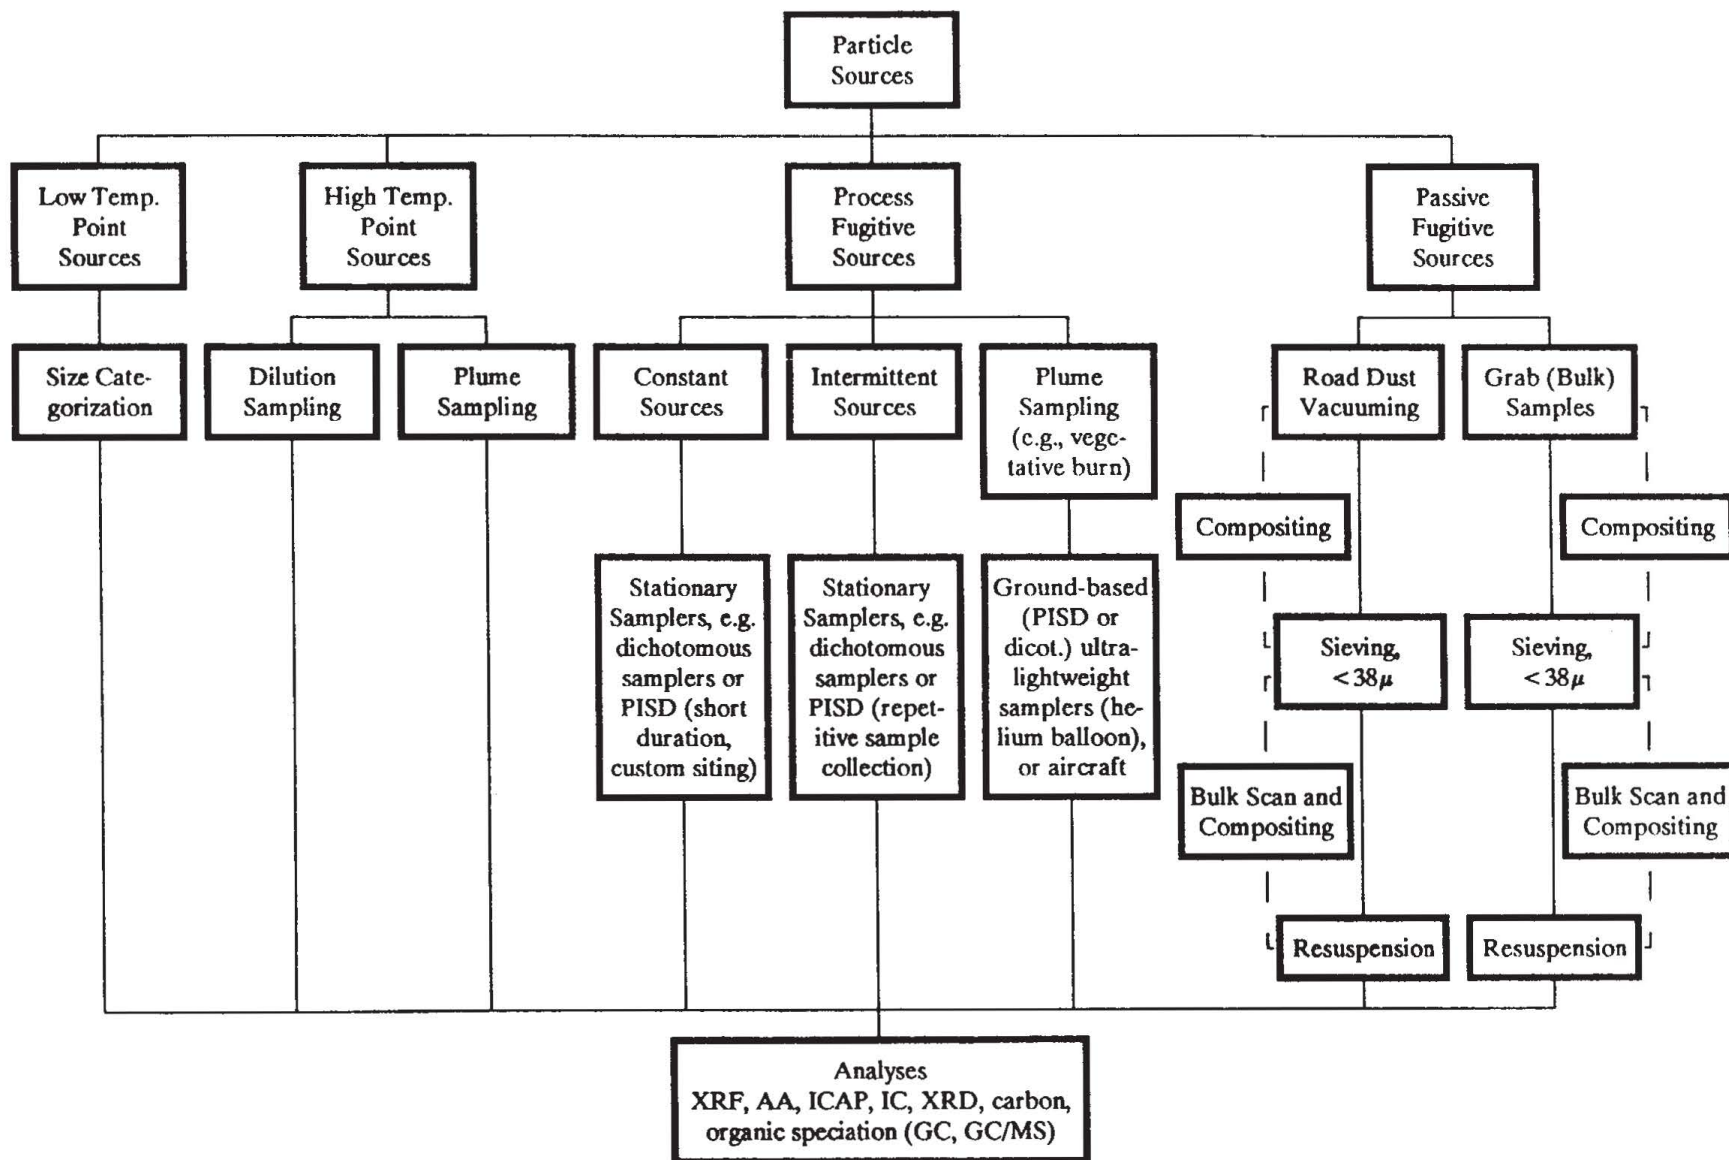 Particle
Sources
Low Temp.
Point
Sources
High Temp.
Point
Sources
Process
Fugitive
Sources
Passive
Fugitive
Sources
Size Cate-
gorization
Dilution
Sampling
Plume
Sampling
Constant
Sources
Intermittent
Sources
Plume
Sampling
(e.g., vege-
tative burn)
Road Dust
Vacuuming
Grab (Bulk)
Samples
Compositing
Compositing
Stationary
Samplers, e.g.
dichotomous
samplers or
PISD (short
duration,
custom siting)
Stationary
Samplers, e.g.
dichotomous
samplers or
PISD (repet-
itive sample
collection)
Ground-based
(PISD or
dicot.) ultra-
lightweight
samplers (he-
lium balloon),
or aircraft
Sieving,
<38μ
Sieving,
<38μ
Bulk Scan and
Compositing
Bulk Scan and
Compositing
Resuspension
Resuspension
Analyses
XRF, AA, ICAP, IC, XRD, carbon,
organic speciation (GC, GC/MS)